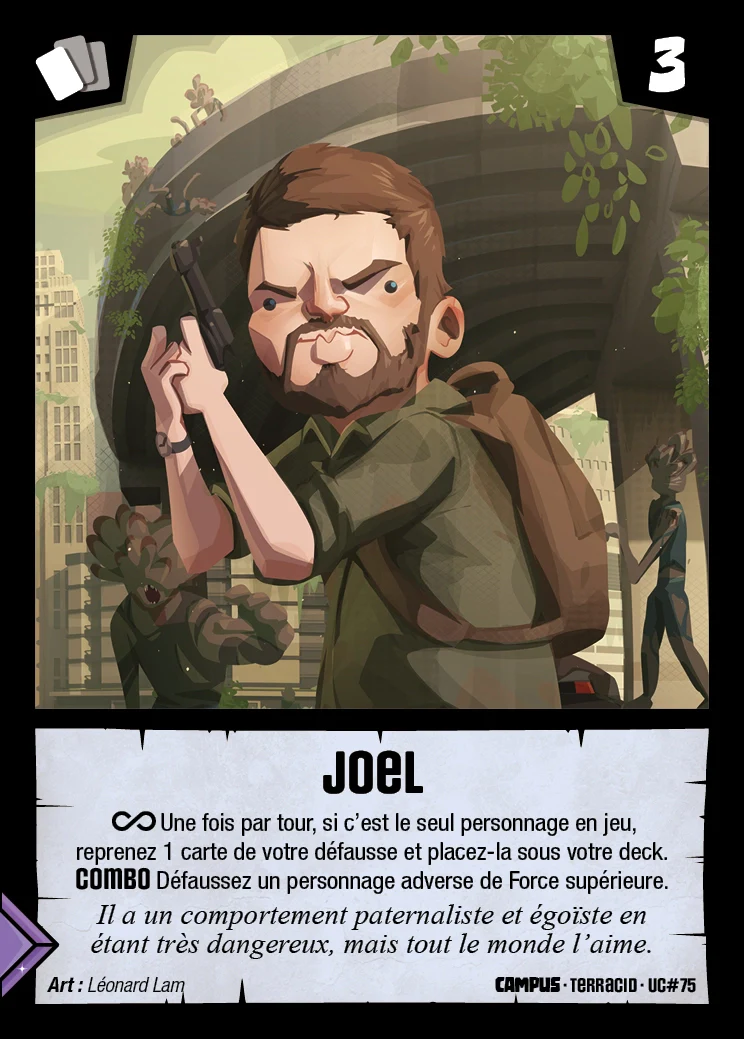 3
JOEL
∞ Une fois par tour, si c’est le seul personnage en jeu,
reprenez 1 carte de votre défausse et placez-la sous votre deck.
COMBO Défaussez un personnage adverse de Force supérieure.
Il a un comportement paternaliste et égoïste en
étant très dangereux, mais tout le monde l’aime.
Art : Léonard Lam
CAMPUS · TERRACID · UC#75